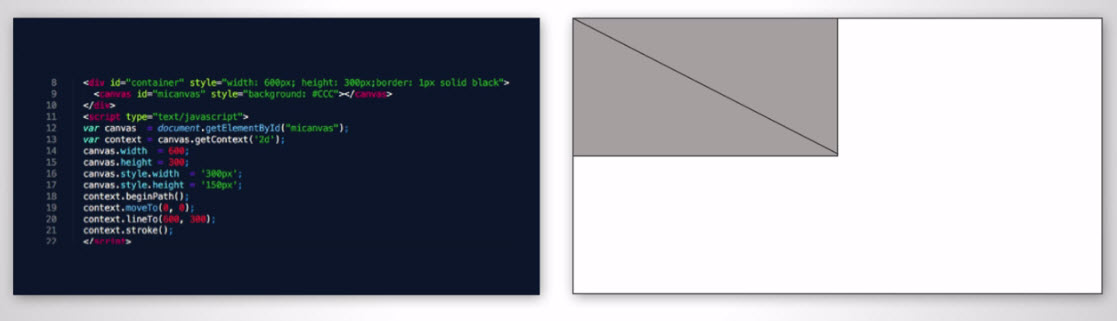 8 <div id="container" style="width: 600px; height: 300px;border: 1px solid black">
9 <canvas id="micanvas" style="background: #CCC"></canvas>
10 </div>
11 <script type="text/javascript">
12 var canvas = document.getElementById("micanvas");
13 var context = canvas.getContext('2d');
14 canvas.width = 600;
15 canvas.height = 300;
16 canvas.style.width = '300px';
17 canvas.style.height = '150px';
18 context.beginPath();
19 context.moveTo(0, 0);
20 context.lineTo(600, 300);
21 context.stroke();
22 </script>